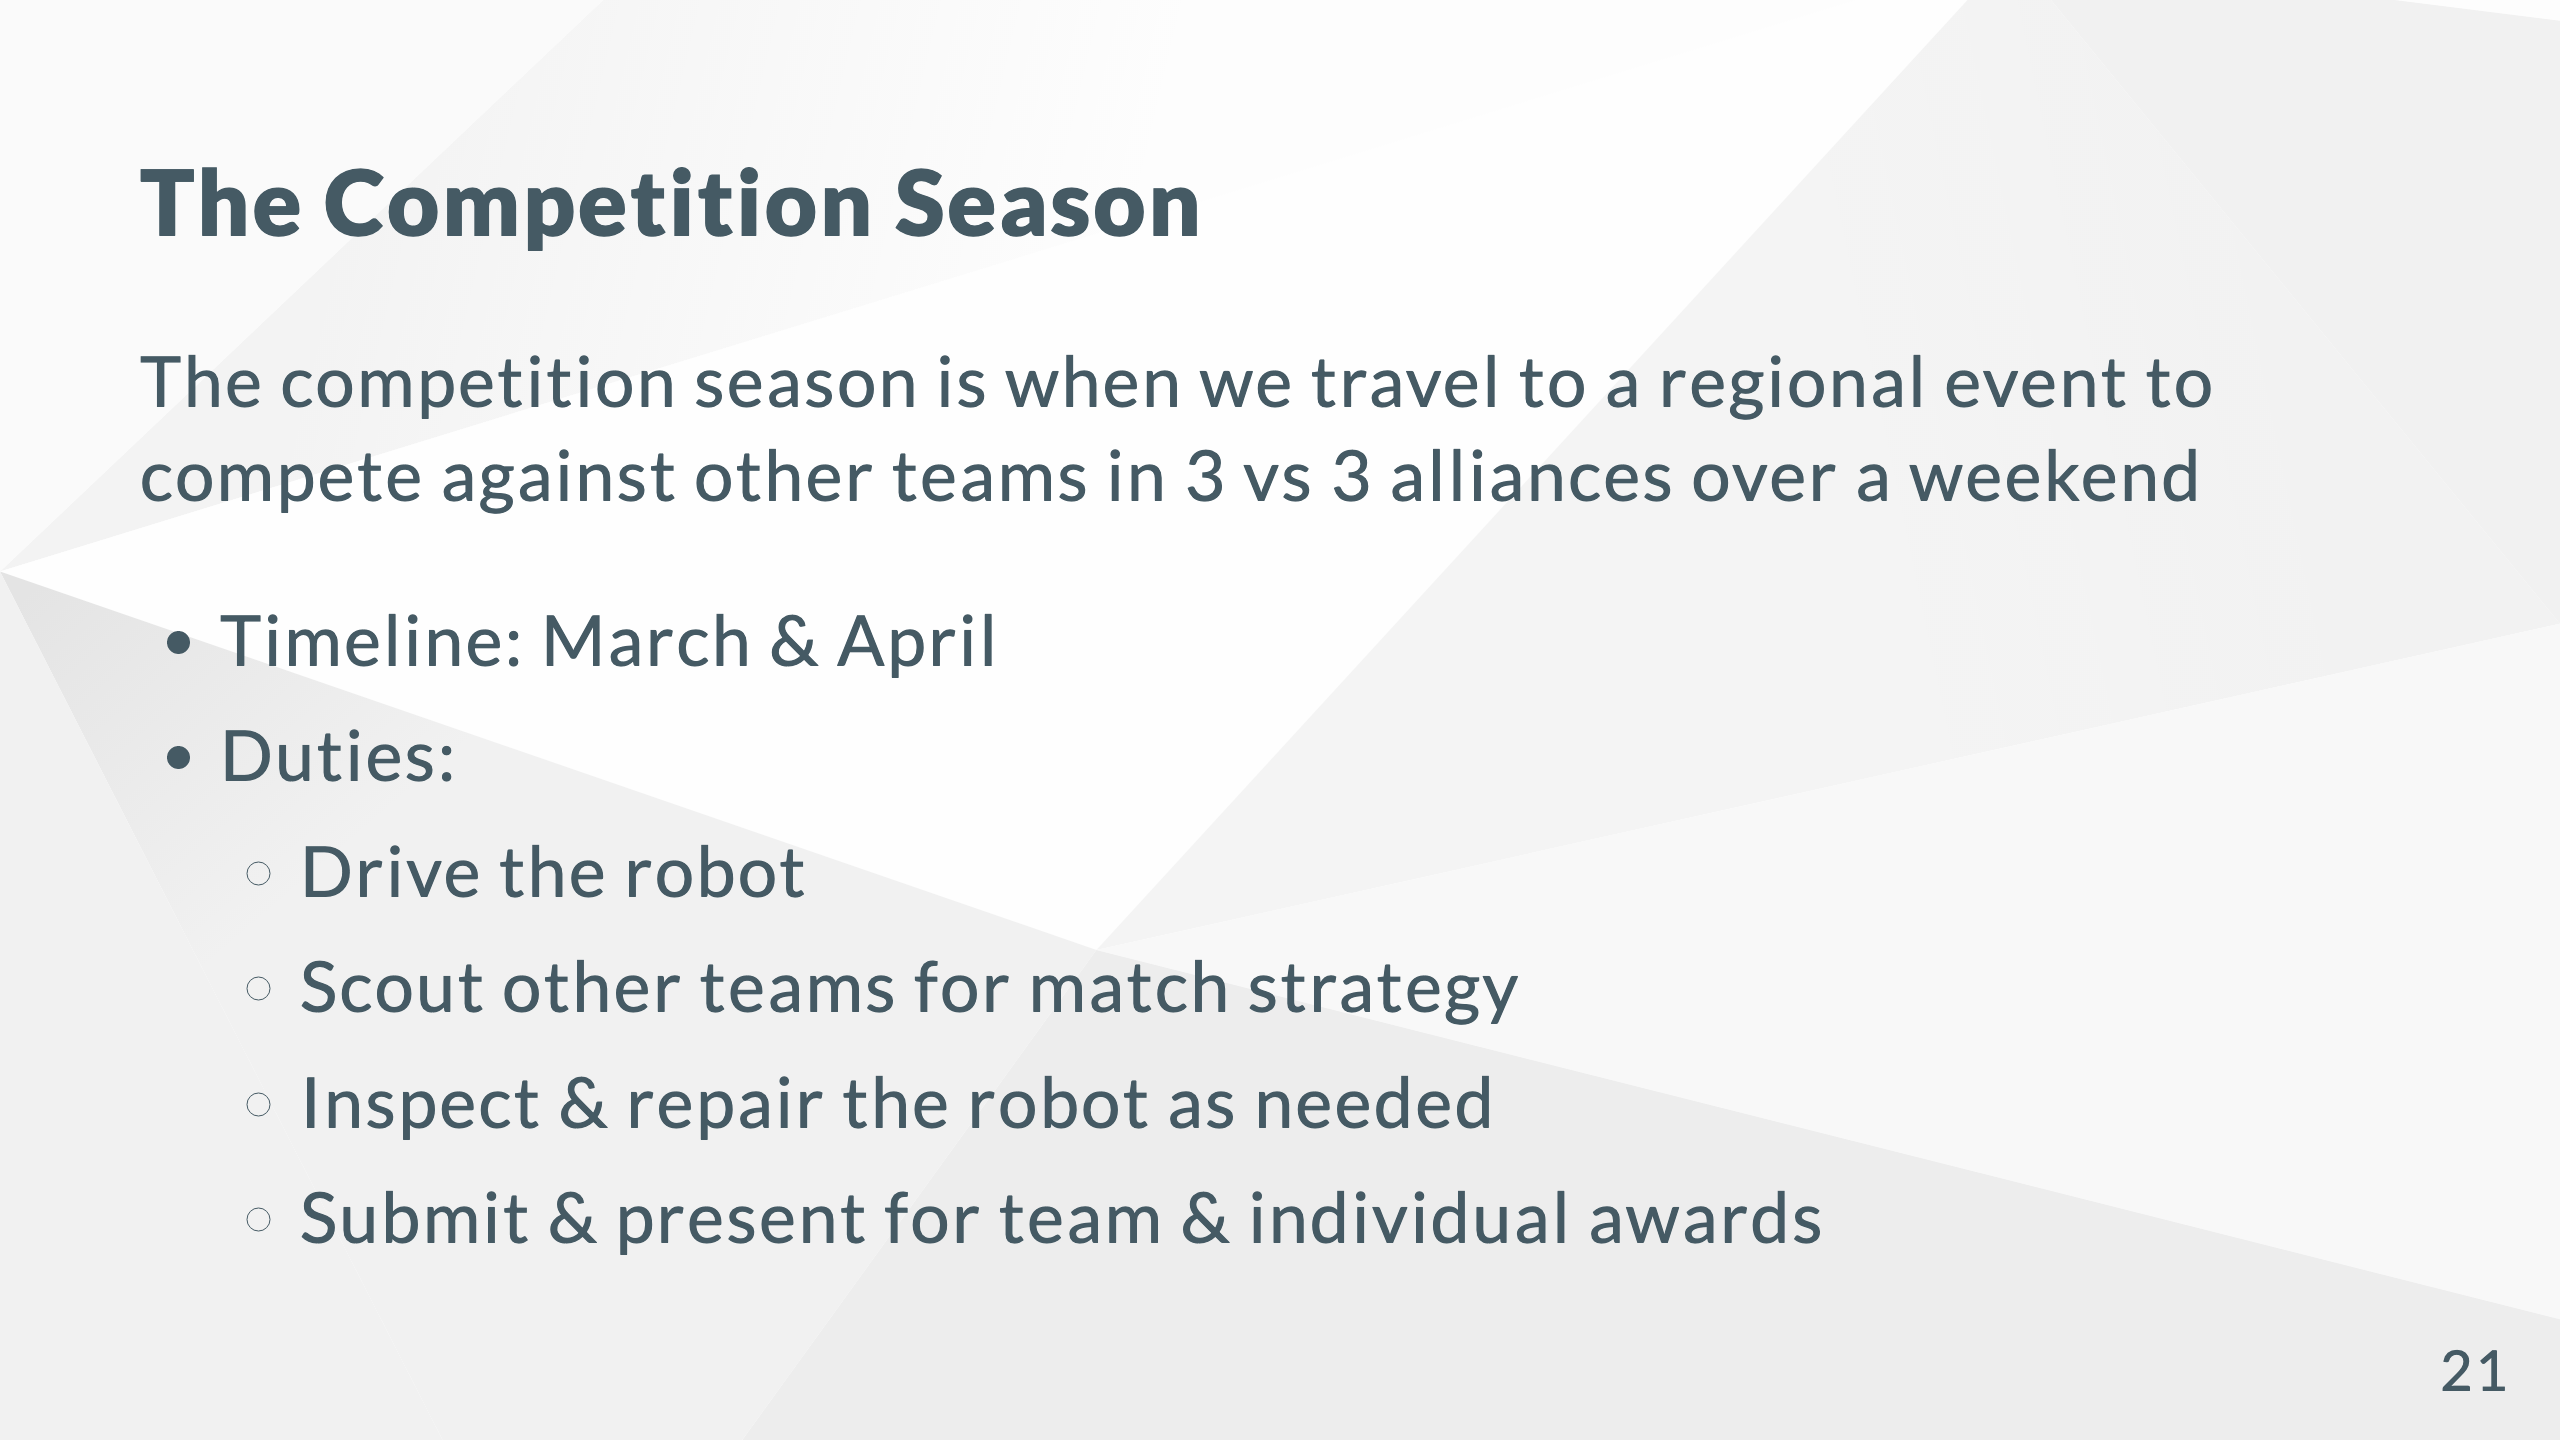 The Competition Season
The competition season is when we travel to a regional event to
compete against other teams in 3 vs 3 alliances over a weekend
• Timeline: March & April
• Duties:
○ Drive the robot
○ Scout other teams for match strategy
○ Inspect & repair the robot as needed
○ Submit & present for team & individual awards
21